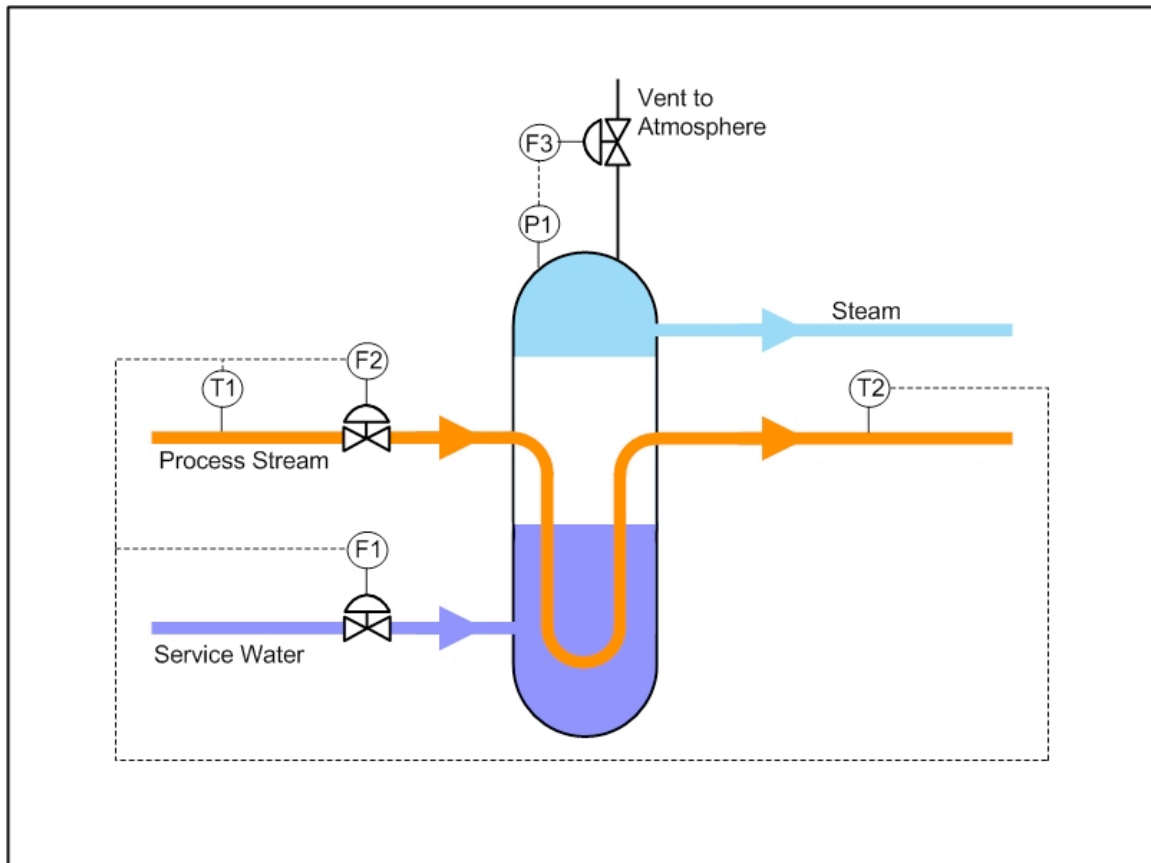 Vent to
Atmosphere
F3
P1
Steam
F2
T1
T2
Process Stream
F1
Service Water